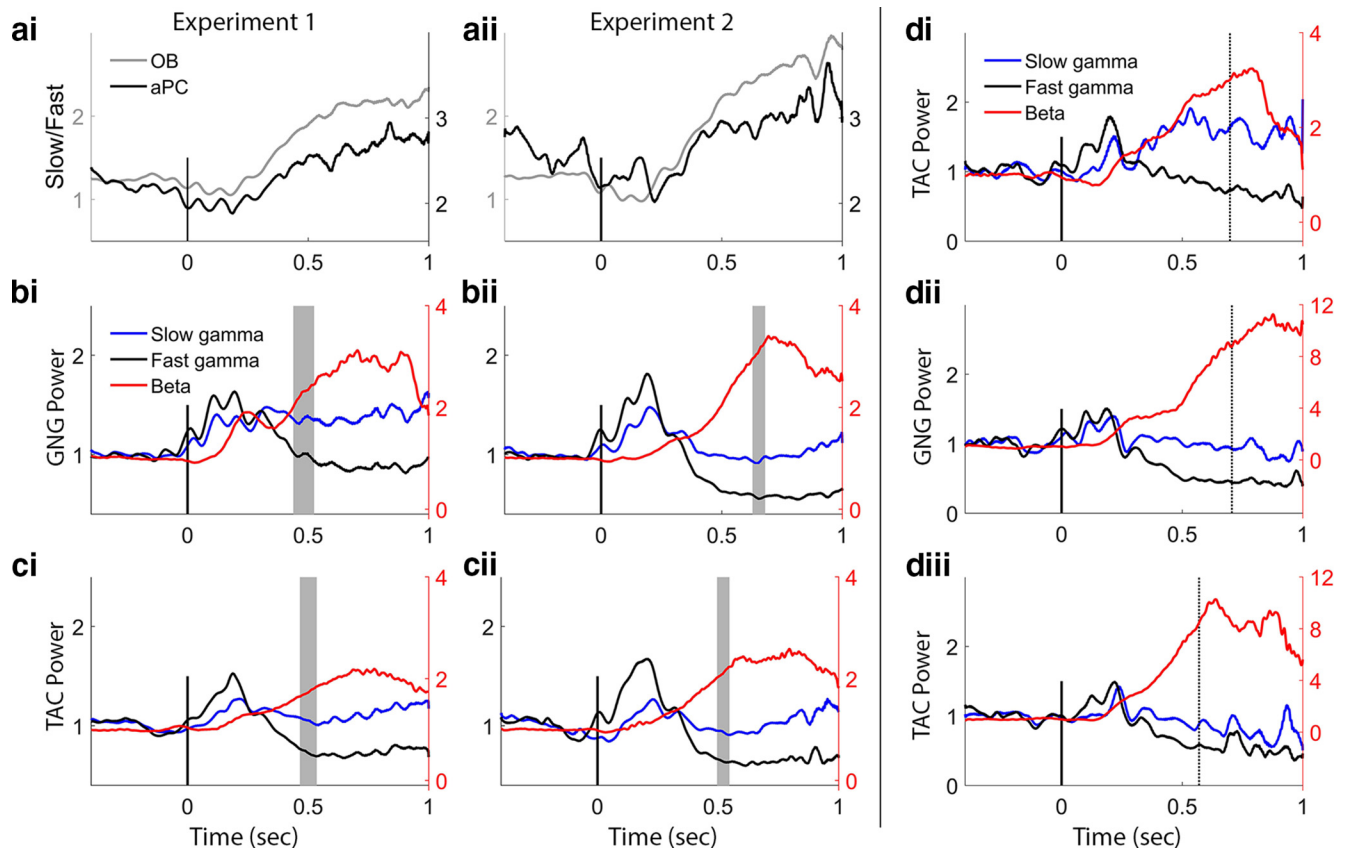 ai
Experiment 1
aii
Experiment 2
di
OB
aPC
Slow/Fast
2
1
3
2
0
0.5
1
2
1
3
2
0
0.5
1
Slow gamma
Fast gamma
Beta
TAC Power
2
1
0
4
2
0
0
0.5
1
bi
Slow gamma
Fast gamma
Beta
GNG Power
2
1
4
2
0
0
0.5
1
bii
2
1
4
2
0
0
0.5
1
dii
GNG Power
2
1
0
12
8
4
0
0
0.5
1
ci
TAC Power
2
1
4
2
0
0
0.5
1
Time (sec)
cii
2
1
4
2
0
0
0.5
1
Time (sec)
diii
TAC Power
2
1
0
12
8
4
0
0
0.5
1
Time (sec)